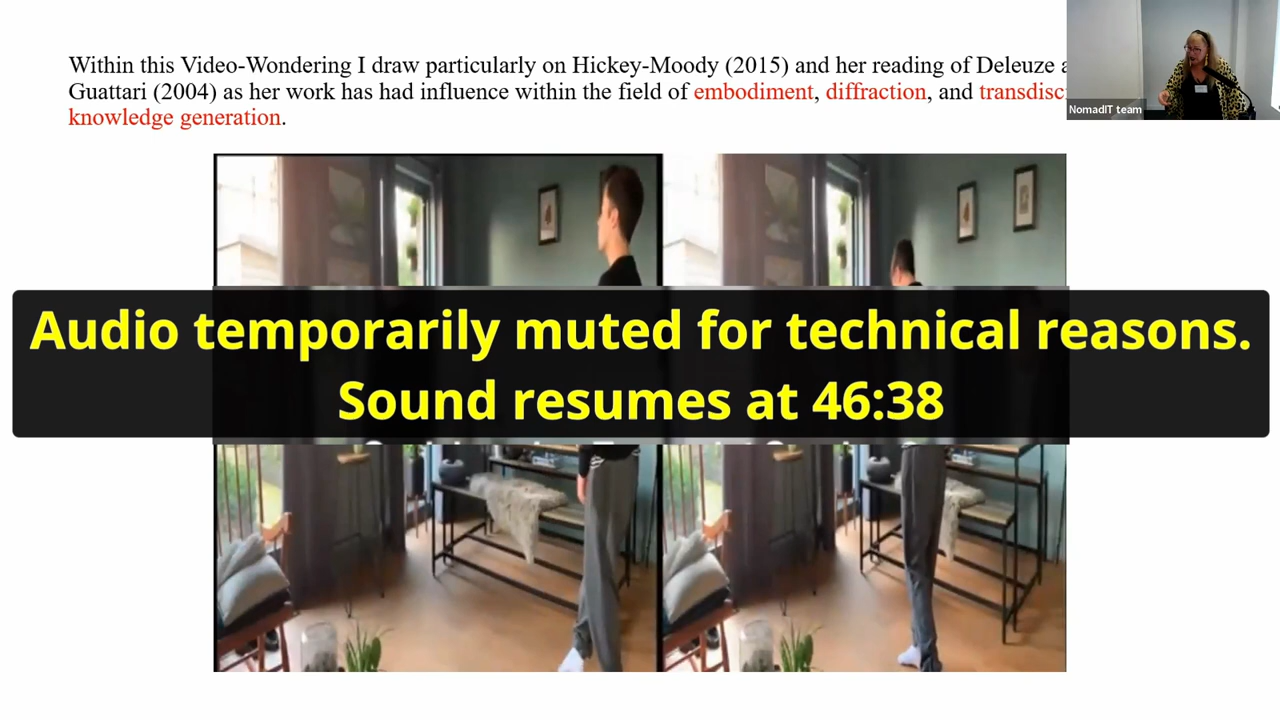 Within this Video-Wondering I draw particularly on Hickey-Moody (2015) and her reading of Deleuze
Guattari (2004) as her work has had influence within the field of embodiment, diffraction, and
knowledge generation.
NomadIT team
Audio temporarily muted for technical reasons.
Sound resumes at 46:38